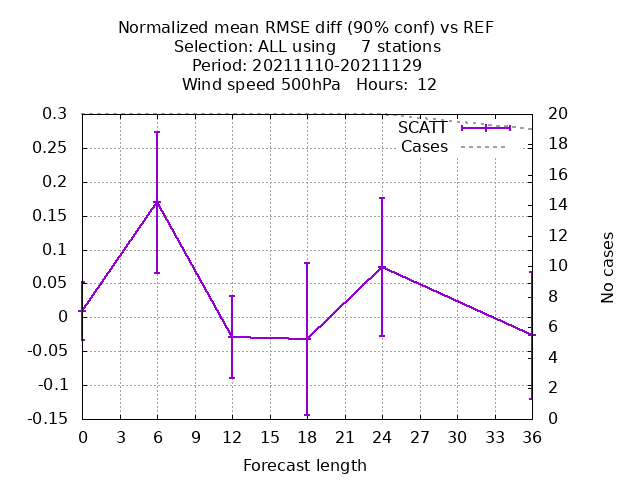 Normalized mean RMSE diff (90% conf) vs REF
Selection: ALL using     7 stations
Period: 20211110-20211129
Wind speed 500hPa   Hours:  12
0.3
0.25
0.2
0.15
0.1
0.05
0
-0.05
-0.1
-0.15
SCATT
Cases
20
18
16
14
12
10
8
6
4
2
0
No cases
0 3 6 9 12 15 18 21 24 27 30 33 36
Forecast length